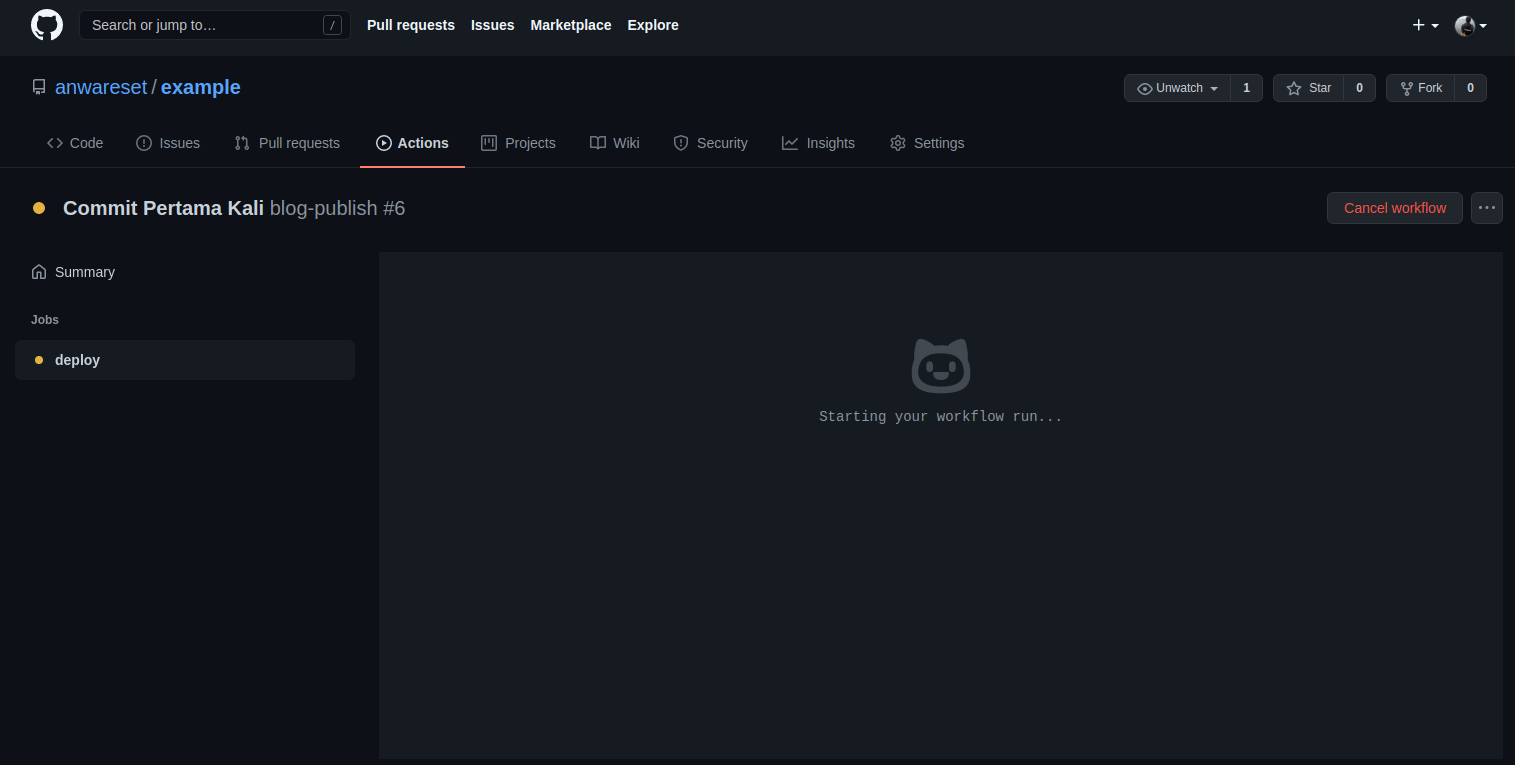 Search or jump to… / Pull requests Issues Marketplace Explore
anwareset / example Unwatch 1 Star 0 Fork 0
Code Issues Pull requests Actions Projects Wiki Security Insights Settings
Commit Pertama Kali blog-publish #6 Cancel workflow
Summary
Jobs
deploy
Starting your workflow run...